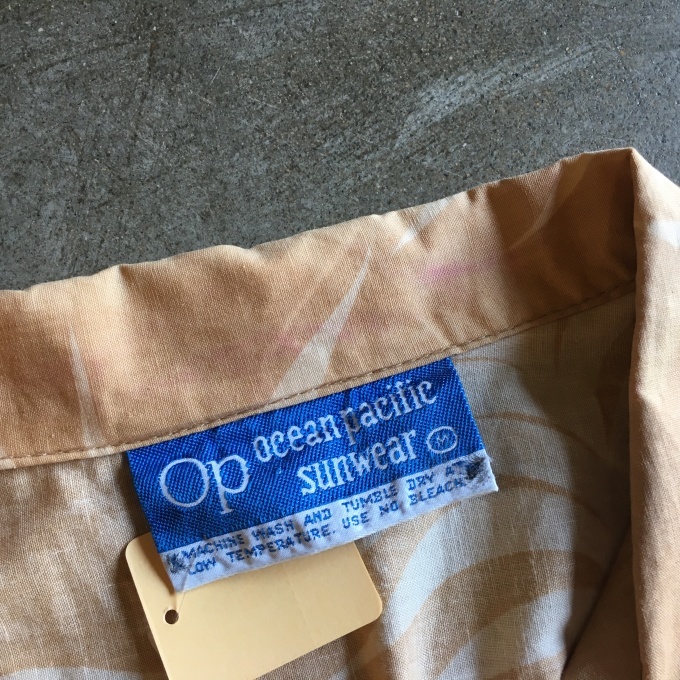 Op ocean pacific
sunwear M
MACHINE WASH AND TUMBLE DRY AT
LOW TEMPERATURE. USE NO BLEACH.